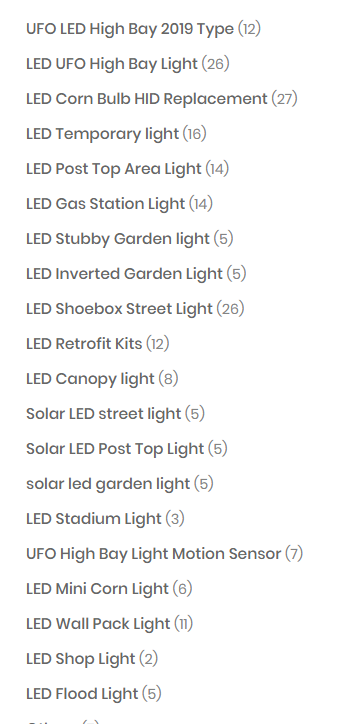 UFO LED High Bay 2019 Type (12)
LED UFO High Bay Light (26)
LED Corn Bulb HID Replacement (27)
LED Temporary light (16)
LED Post Top Area Light (14)
LED Gas Station Light (14)
LED Stubby Garden light (5)
LED Inverted Garden Light (5)
LED Shoebox Street Light (26)
LED Retrofit Kits (12)
LED Canopy light (8)
Solar LED street light (5)
Solar LED Post Top Light (5)
solar led garden light (5)
LED Stadium Light (3)
UFO High Bay Light Motion Sensor (7)
LED Mini Corn Light (6)
LED Wall Pack Light (11)
LED Shop Light (2)
LED Flood Light (5)